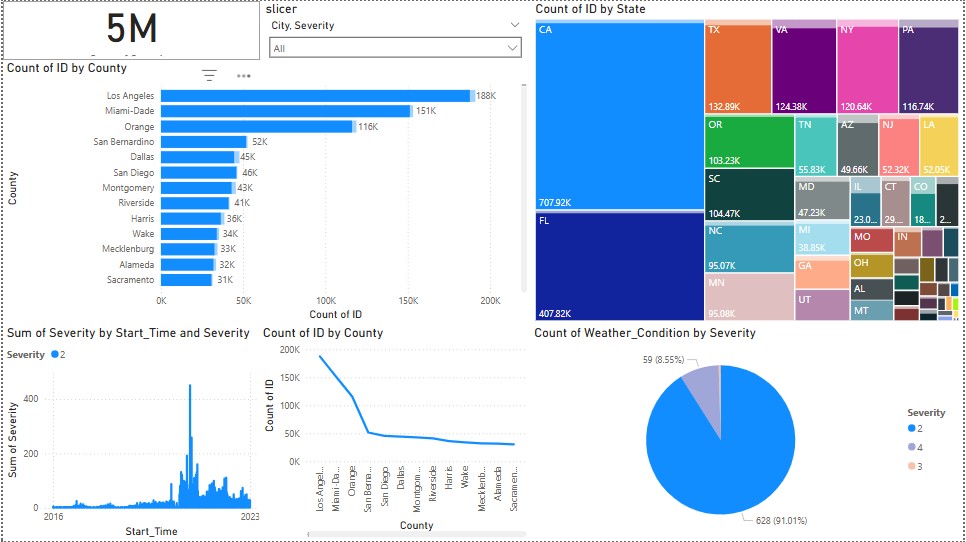 5M
slicer
City, Severity
All
Count of ID by County
County
Los Angeles
188K
Miami-Dade
151K
Orange
116K
San Bernardino
52K
Dallas
45K
San Diego
46K
Montgomery
43K
Riverside
41K
Harris
36K
Wake
34K
Mecklenburg
33K
Alameda
32K
Sacramento
31K
0K 50K 100K 150K 200K
Count of ID
Count of ID by State
CA
707.92K
FL
407.82K
TX
132.89K
VA
124.38K
NY
120.64K
PA
116.74K
OR
103.23K
SC
104.47K
NC
95.07K
MN
95.08K
TN
55.83K
AZ
49.66K
NJ
52.32K
LA
52.05K
MD
47.23K
MI
38.85K
GA
UT
IL
23.0...
CT
29....
CO
18....
2...
MO
OH
AL
MT
IN
Sum of Severity by Start_Time and Severity
Severity 2
Sum of Severity
400
200
0
2016 2023
Start_Time
Count of ID by County
Count of ID
200K
150K
100K
50K
0K
Los Angel...
Miami-Da...
Orange
San Berna...
San Diego
Dallas
Montgom...
Riverside
Harris
Wake
Mecklenb...
Alameda
Sacramen...
County
Count of Weather_Condition by Severity
59 (8.55%)
628 (91.01%)
Severity
2
4
3